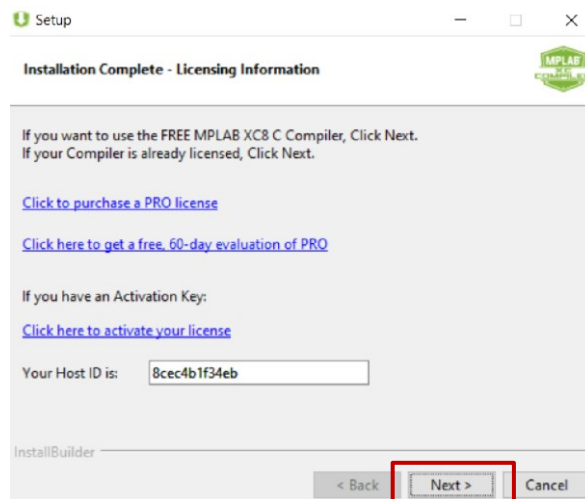 Setup
Installation Complete - Licensing Information
MPLAB
XC
COMPILER
If you want to use the FREE MPLAB XC8 C Compiler, Click Next.
If your Compiler is already licensed, Click Next.
Click to purchase a PRO license
Click here to get a free, 60-day evaluation of PRO
If you have an Activation Key:
Click here to activate your license
Your Host ID is: 8cec4b1f34eb
InstallBuilder
< Back Next > Cancel